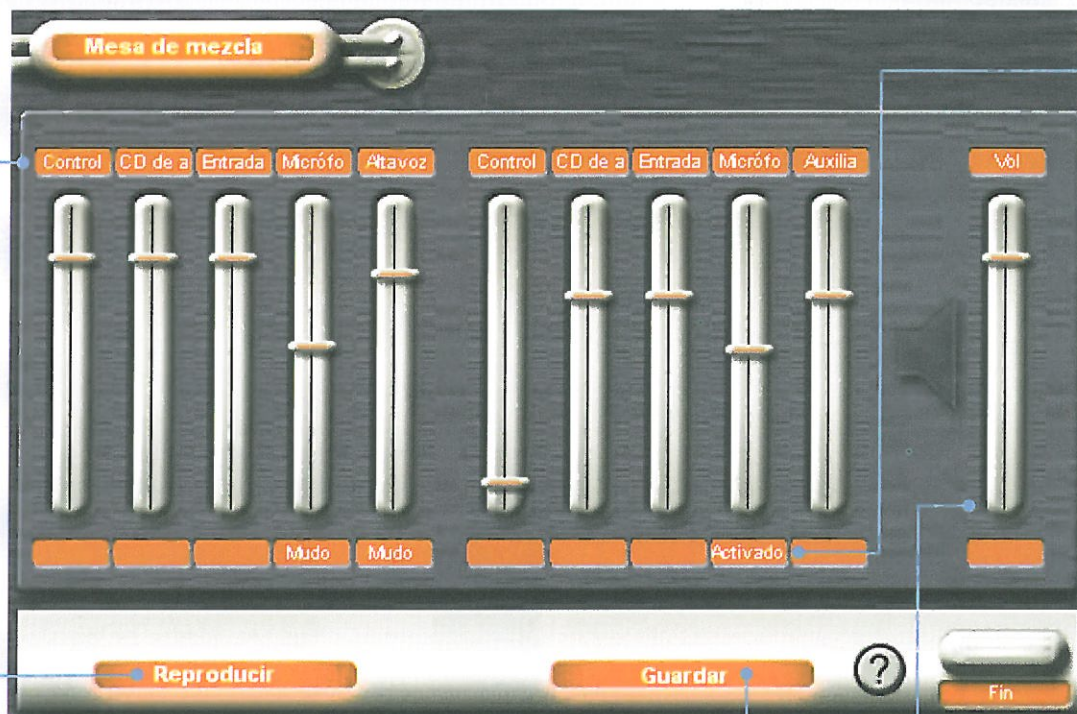 Mesa de mezcla
Control CD de a Entrada Micrófo Altavoz Control CD de a Entrada Micrófo Auxilia Vol
Mudo Mudo Activado
Reproducir Guardar ?
Fin